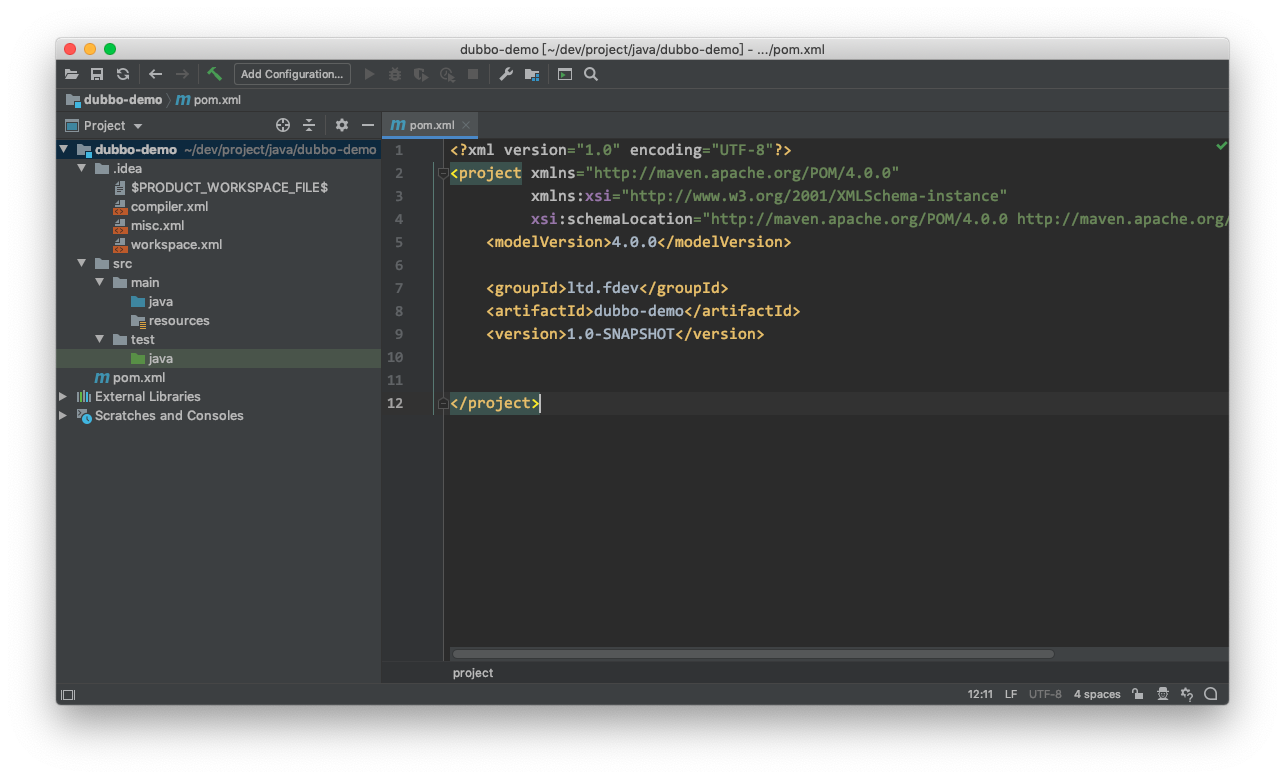 dubbo-demo [~/dev/project/java/dubbo-demo] - .../pom.xml
Add Configuration...
dubbo-demo
m pom.xml
Project
dubbo-demo ~/dev/project/java/dubbo-demo
.idea
$PRODUCT_WORKSPACE_FILE$
compiler.xml
misc.xml
workspace.xml
src
main
java
resources
test
java
m pom.xml
External Libraries
Scratches and Consoles
m pom.xml
1 <?xml version="1.0" encoding="UTF-8"?>
2 <project xmlns="http://maven.apache.org/POM/4.0.0"
3 xmlns:xsi="http://www.w3.org/2001/XMLSchema-instance"
4 xsi:schemaLocation="http://maven.apache.org/POM/4.0.0 http://maven.apache.org/
5 <modelVersion>4.0.0</modelVersion>
6
7 <groupId>ltd.fdev</groupId>
8 <artifactId>dubbo-demo</artifactId>
9 <version>1.0-SNAPSHOT</version>
10
11
12 </project>
project
12:11 LF UTF-8 4 spaces